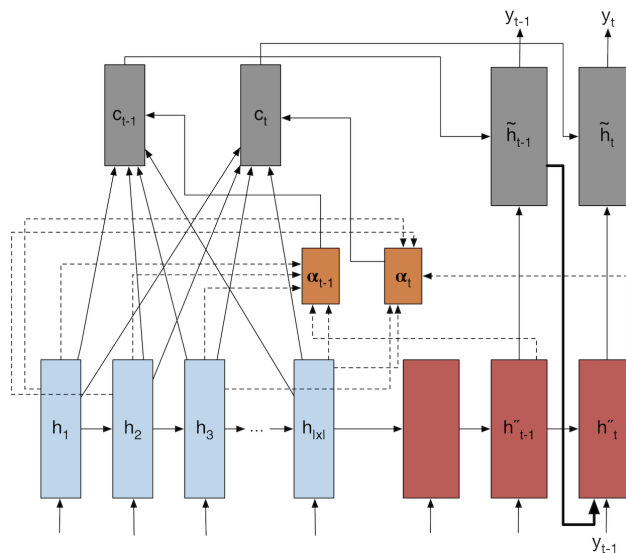 y_{t-1} y_t
c_{t-1} c_t h̃_{t-1} h̃_t
α_{t-1} α_t
h_1 h_2 h_3 ... h_{|x|} h″_{t-1} h″_t
y_{t-1}